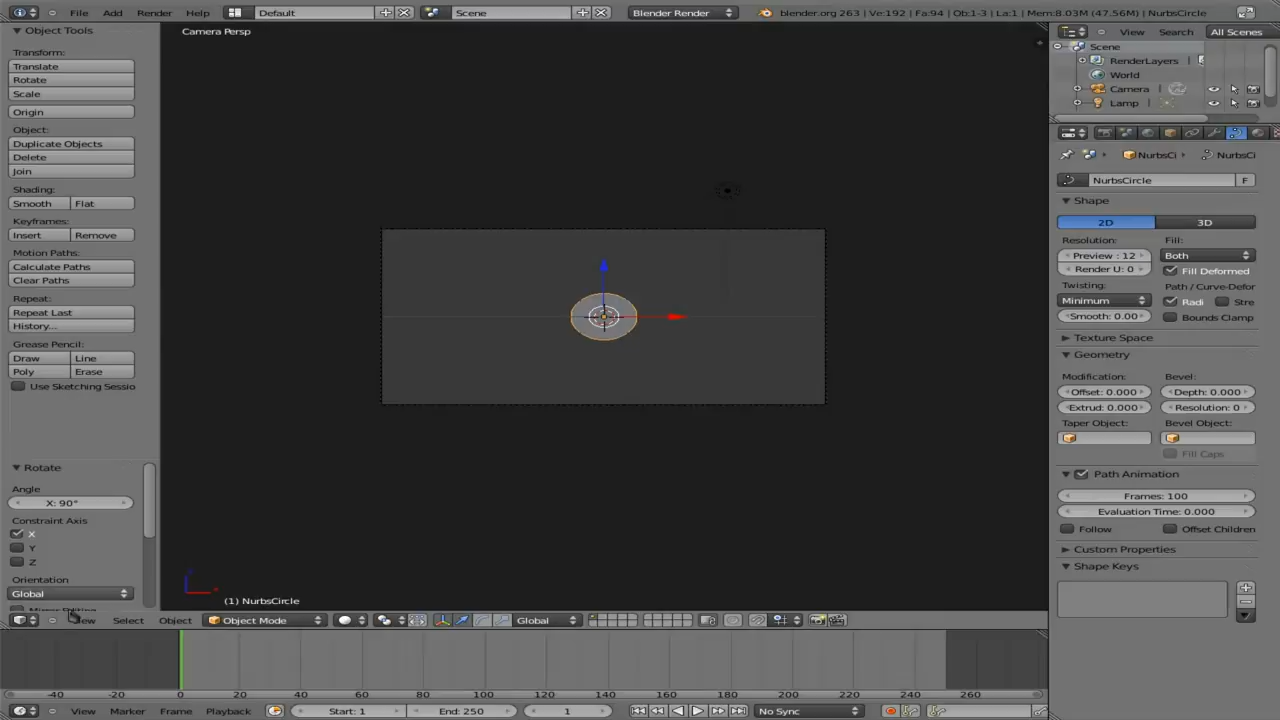 File Add Render Help Default Scene Blender Render blender.org 263 | Ve:192 | Fa:94 | Ob:1-3 | La:1 | Mem:8.03M (47.56M) | NurbsCircle
Object Tools
Camera Persp
View Search All Scenes
Scene
RenderLayers
World
Camera
Lamp
Transform:
Translate
Rotate
Scale
Origin
Object:
Duplicate Objects
Delete
Join
Shading:
Smooth Flat
Keyframes:
Insert Remove
Motion Paths:
Calculate Paths
Clear Paths
Repeat:
Repeat Last
History...
Grease Pencil:
Draw Line
Poly Erase
Use Sketching Sessio
Rotate
Angle
X: 90°
Constraint Axis
X
Y
Z
Orientation
Global
NurbsCi NurbsCi
NurbsCircle F
Shape
2D 3D
Resolution: Fill:
Preview : 12 Both
Render U: 0 Fill Deformed
Twisting: Path / Curve-Defor
Minimum Radi Stre
Smooth: 0.00 Bounds Clamp
Texture Space
Geometry
Modification: Bevel:
Offset: 0.000 Depth: 0.000
Extrud: 0.000 Resolution: 0
Taper Object: Bevel Object:
Fill Caps
Path Animation
Frames: 100
Evaluation Time: 0.000
Follow Offset Children
Custom Properties
Shape Keys
(1) NurbsCircle
Select Object Object Mode Global
-40 -20 0 20 40 60 80 100 120 140 160 180 200 220 240 260
View Marker Frame Playback Start: 1 End: 250 1 No Sync